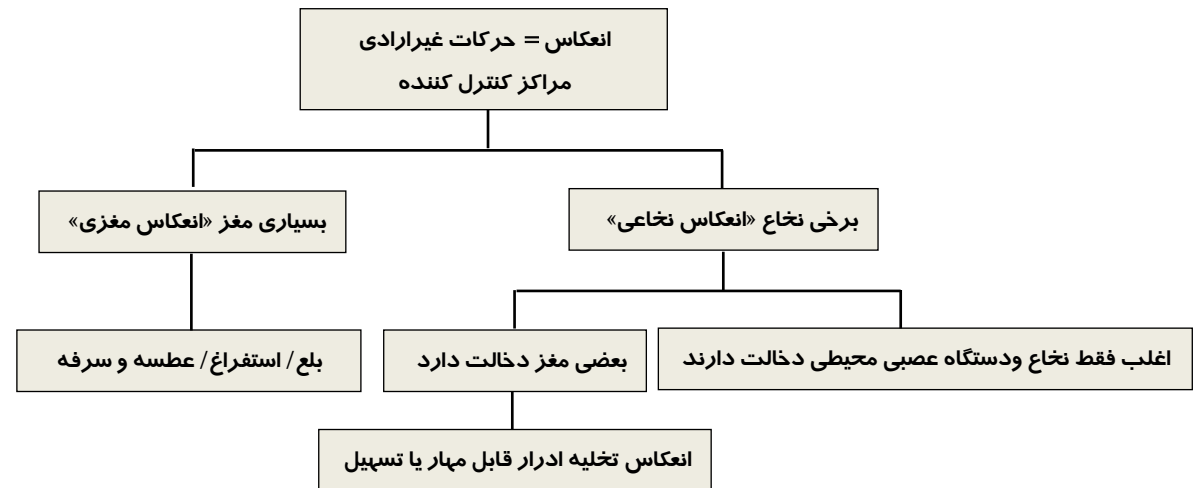 انعکاس = حرکات غیرارادی
مراکز کنترل کننده
برخی نخاع «انعکاس نخاعی»
بسیاری مغز «انعکاس مغزی»
اغلب فقط نخاع ودستگاه عصبی محیطی دخالت دارند
بعضی مغز دخالت دارد
بلع/ استفراغ/ عطسه و سرفه
انعکاس تخلیه ادرار قابل مهار یا تسهیل